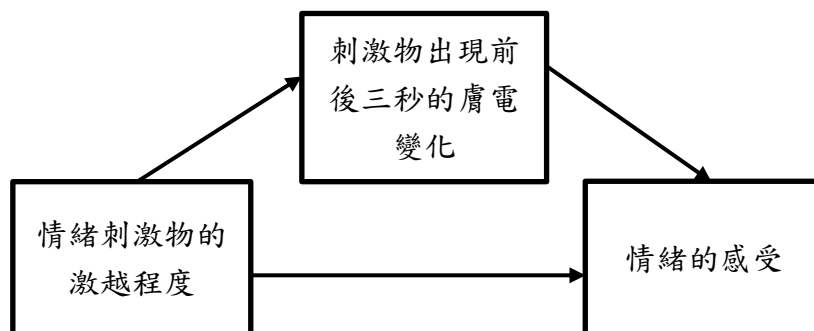 刺激物出現前
後三秒的膚電
變化
情緒刺激物的
激越程度
情緒的感受